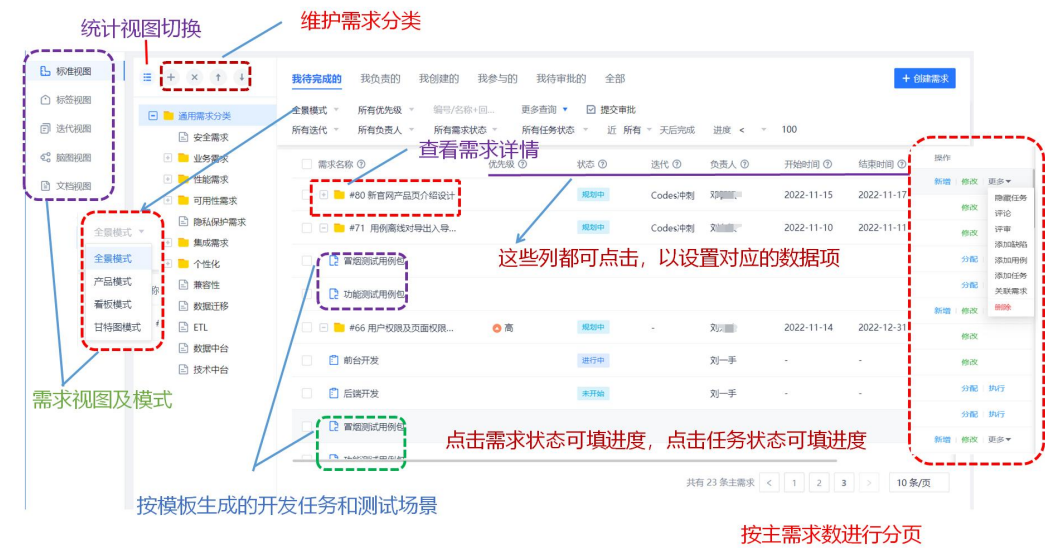 统计视图切换
维护需求分类
标准视图
标签视图
迭代视图
脑图视图
文档视图
全景模式
全景模式
产品模式
看板模式
甘特图模式
需求视图及模式
通用需求分类
安全需求
业务需求
性能需求
可用性需求
隐私保护需求
集成需求
个性化
兼容性
数据迁移
ETL
数据中台
技术中台
我待完成的 我负责的 我创建的 我参与的 我待审批的 全部
+ 创建需求
全景模式 所有优先级 编号/名称+回... 更多查询 提交审批
所有迭代 所有负责人 所有需求状态 所有任务状态 近 所有 天后完成 进度 < 100
查看需求详情
需求名称 优先级 状态 迭代 负责人 开始时间 结束时间 操作
#80 新官网产品页介绍设计 规划中 Codes冲刺 2022-11-15 2022-11-17 新增 修改 更多
修改
#71 用例离线对导出入导... 规划中 Codes冲刺 2022-11-10 2022-11-11 修改
这些列都可点击，以设置对应的数据项
冒烟测试用例包 分配
功能测试用例包 分配
新增 修改
#66 用户权限及页面权限... 高 规划中 - 刘 2022-11-14 2022-12-31 修改
前台开发 进行中 刘一手 - - 修改
后端开发 未开始 刘一手 - - 分配 执行
冒烟测试用例包 分配 执行
点击需求状态可填进度，点击任务状态可填进度
新增 修改 更多
功能测试用例包
隐藏任务
评论
评审
添加缺陷
添加用例
添加任务
关联需求
删除
共有 23 条主需求 < 1 2 3 > 10 条/页
按模板生成的开发任务和测试场景
按主需求数进行分页